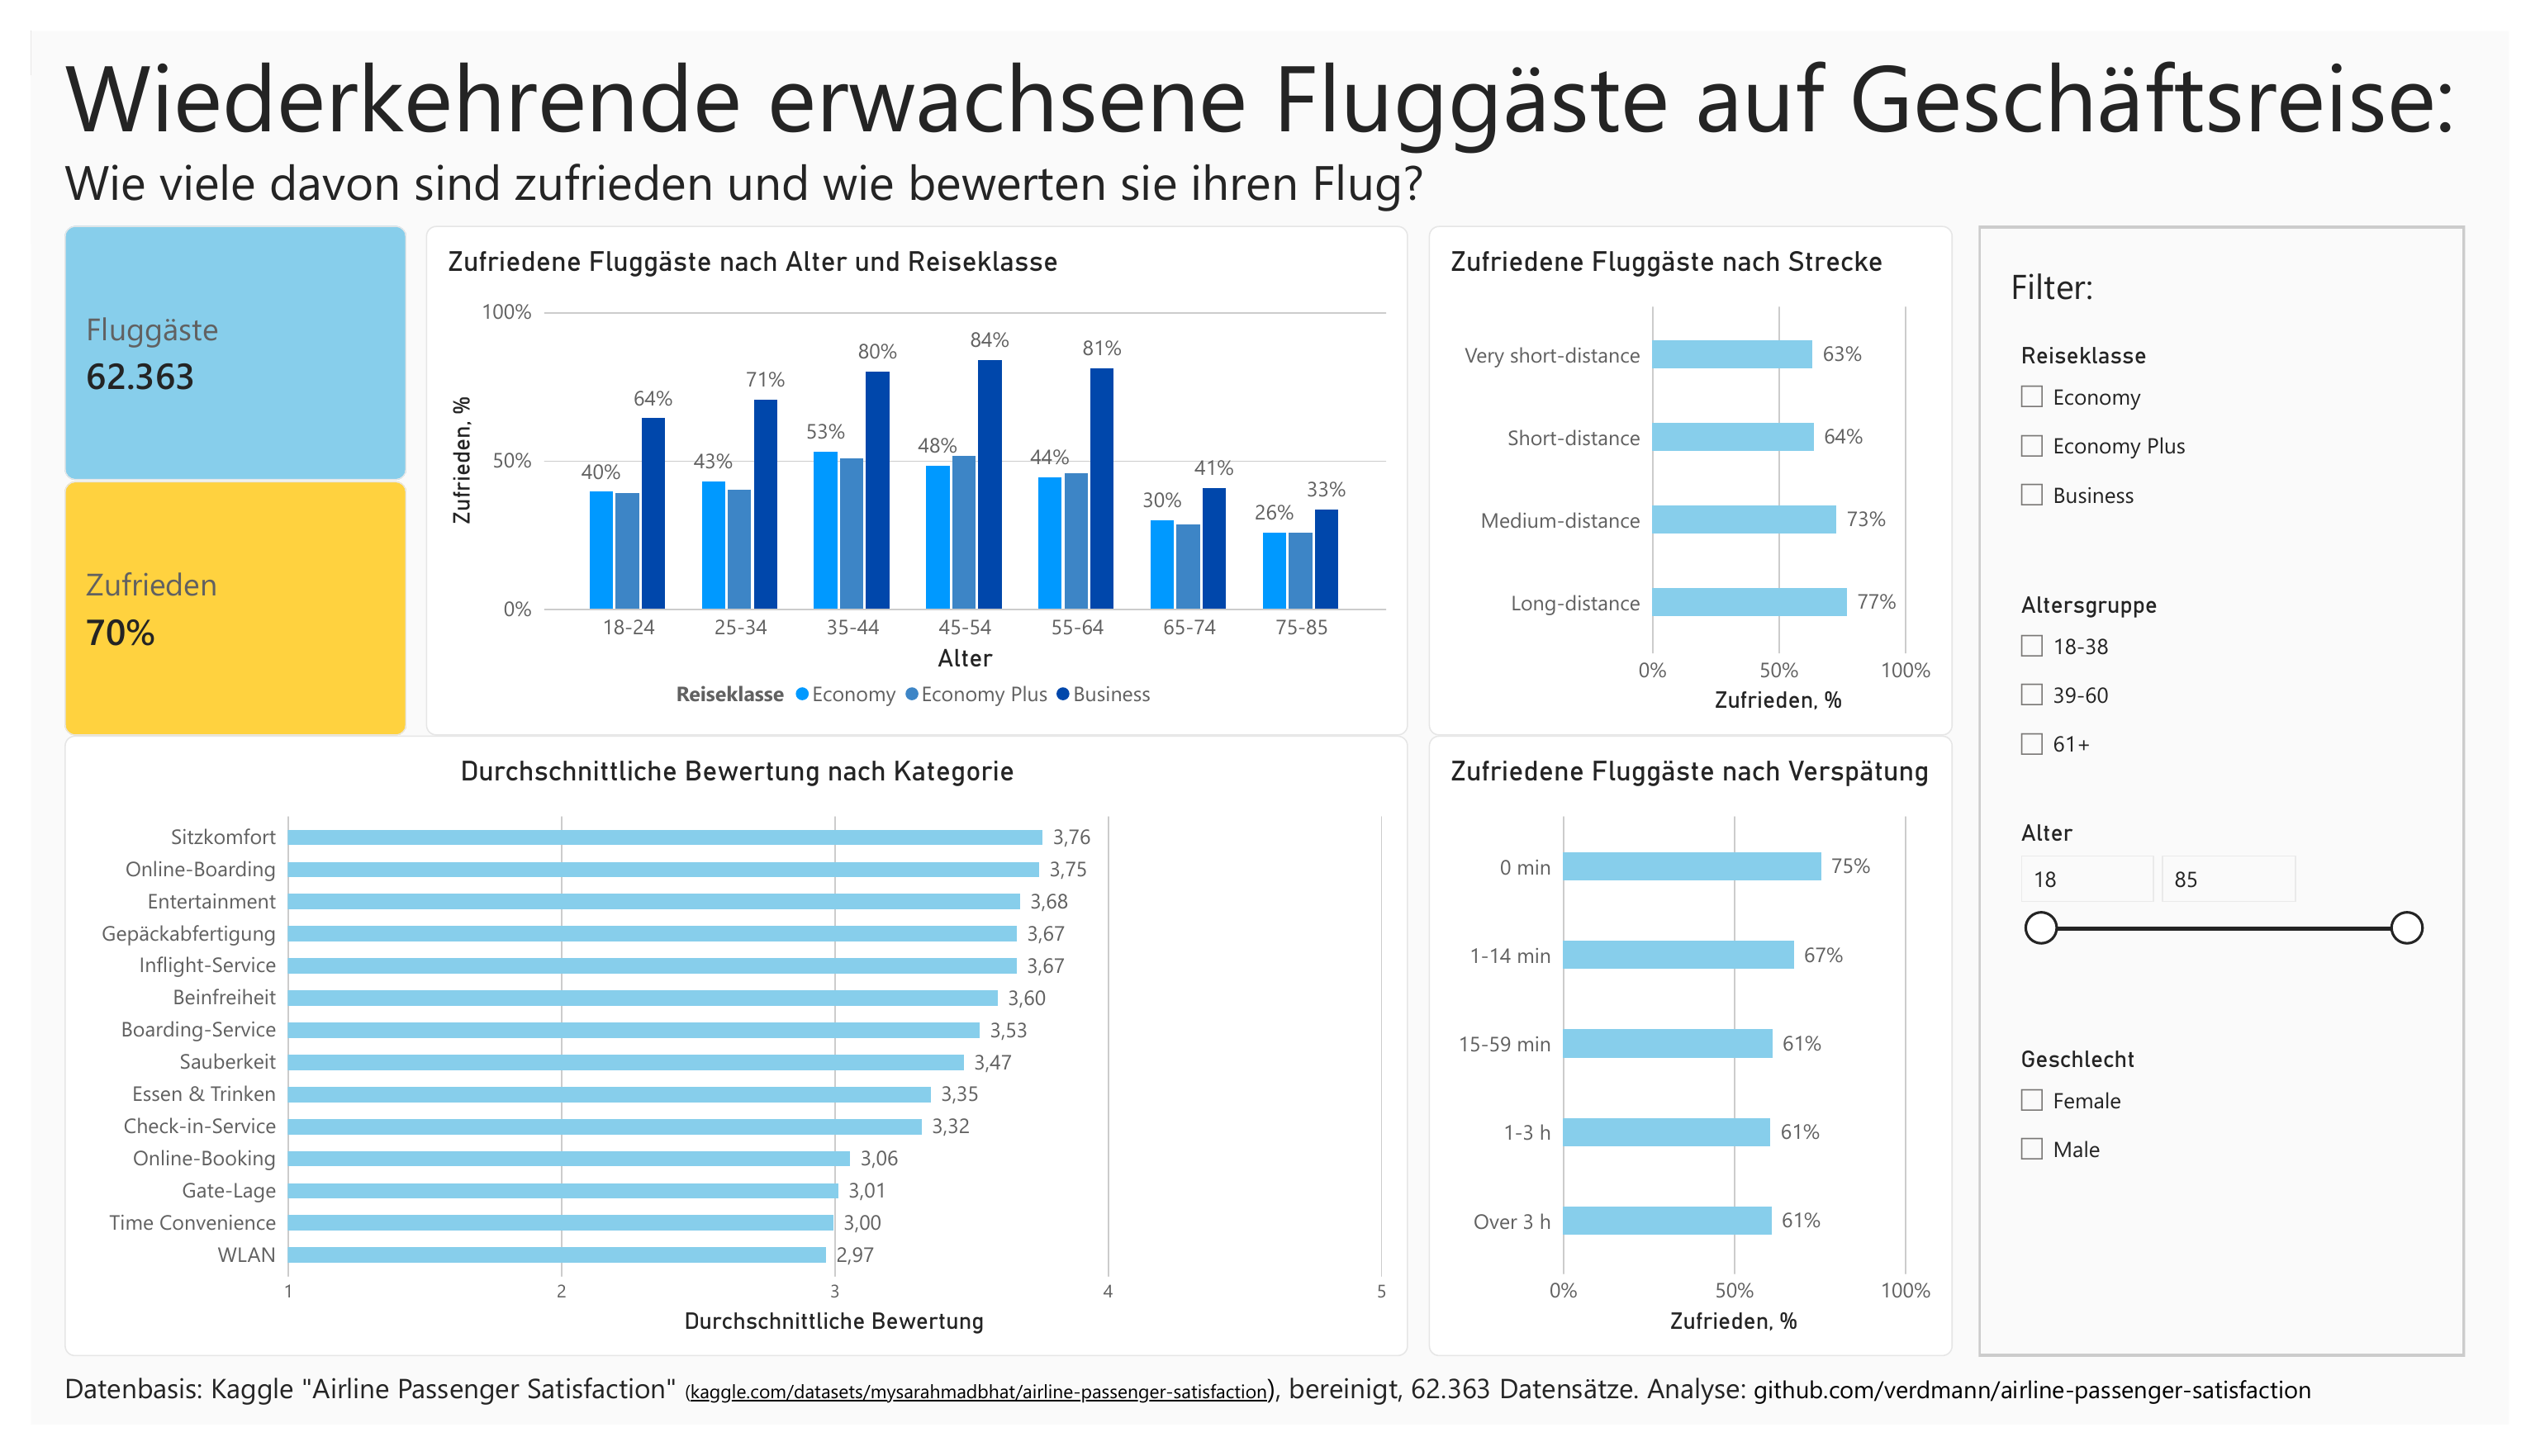 Wiederkehrende erwachsene Fluggäste auf Geschäftsreise:
Wie viele davon sind zufrieden und wie bewerten sie ihren Flug?
Fluggäste
62.363
Zufrieden
70%
Zufriedene Fluggäste nach Alter und Reiseklasse
Zufrieden, %
100%
50%
0%
40%
64%
43%
71%
53%
80%
48%
84%
44%
81%
30%
41%
26%
33%
18-24
25-34
35-44
45-54
55-64
65-74
75-85
Alter
Reiseklasse Economy Economy Plus Business
Zufriedene Fluggäste nach Strecke
Very short-distance 63%
Short-distance 64%
Medium-distance 73%
Long-distance 77%
0% 50% 100%
Zufrieden, %
Durchschnittliche Bewertung nach Kategorie
Sitzkomfort 3,76
Online-Boarding 3,75
Entertainment 3,68
Gepäckabfertigung 3,67
Inflight-Service 3,67
Beinfreiheit 3,60
Boarding-Service 3,53
Sauberkeit 3,47
Essen & Trinken 3,35
Check-in-Service 3,32
Online-Booking 3,06
Gate-Lage 3,01
Time Convenience 3,00
WLAN 2,97
1 2 3 4 5
Durchschnittliche Bewertung
Zufriedene Fluggäste nach Verspätung
0 min 75%
1-14 min 67%
15-59 min 61%
1-3 h 61%
Over 3 h 61%
0% 50% 100%
Zufrieden, %
Filter:
Reiseklasse
Economy
Economy Plus
Business
Altersgruppe
18-38
39-60
61+
Alter
18 85
Geschlecht
Female
Male
Datenbasis: Kaggle "Airline Passenger Satisfaction" (kaggle.com/datasets/mysarahmadbhat/airline-passenger-satisfaction), bereinigt, 62.363 Datensätze. Analyse: github.com/verdmann/airline-passenger-satisfaction